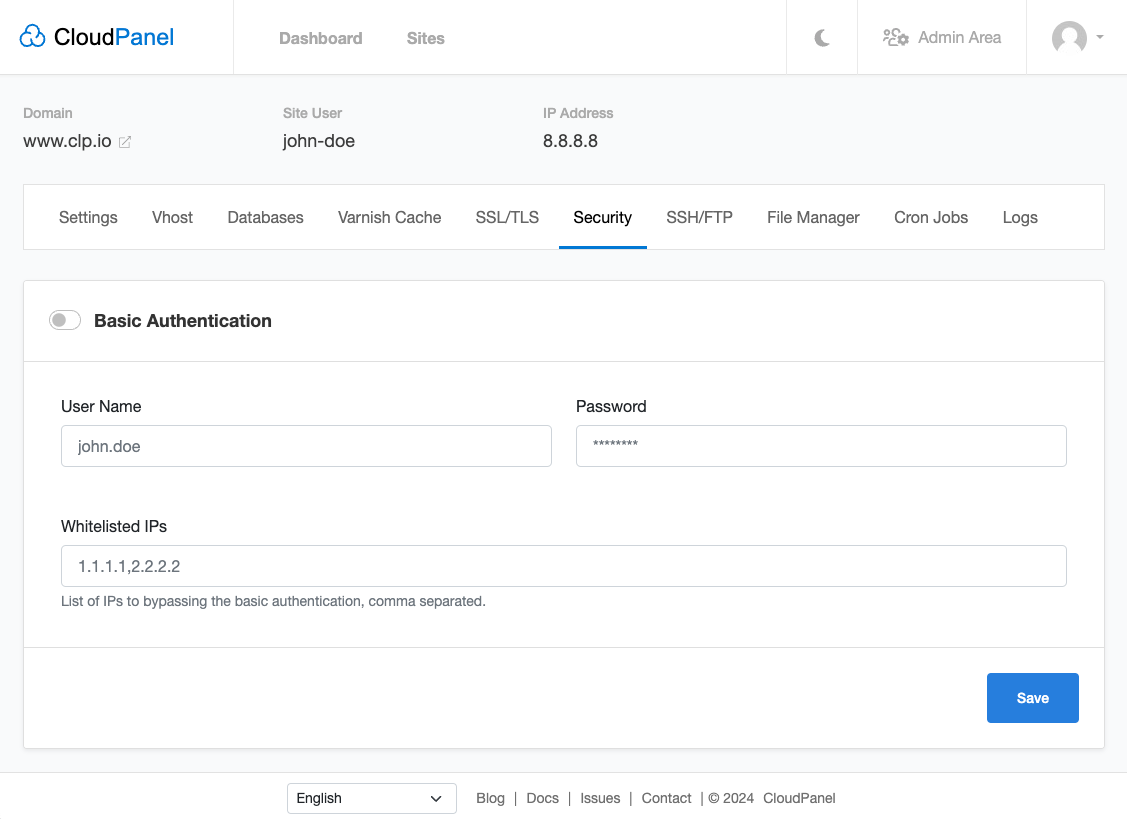 CloudPanel Dashboard Sites Admin Area
Domain Site User IP Address
www.clp.io john-doe 8.8.8.8
Settings Vhost Databases Varnish Cache SSL/TLS Security SSH/FTP File Manager Cron Jobs Logs
Basic Authentication
User Name Password
john.doe ********
Whitelisted IPs
1.1.1.1,2.2.2.2
List of IPs to bypassing the basic authentication, comma separated.
Save
English Blog | Docs | Issues | Contact | © 2024 CloudPanel